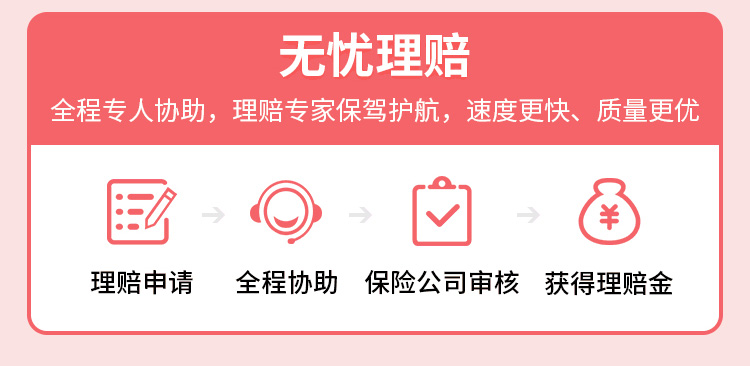 无忧理赔
全程专人协助，理赔专家保驾护航，速度更快、质量更优
¥
理赔申请 全程协助 保险公司审核 获得理赔金